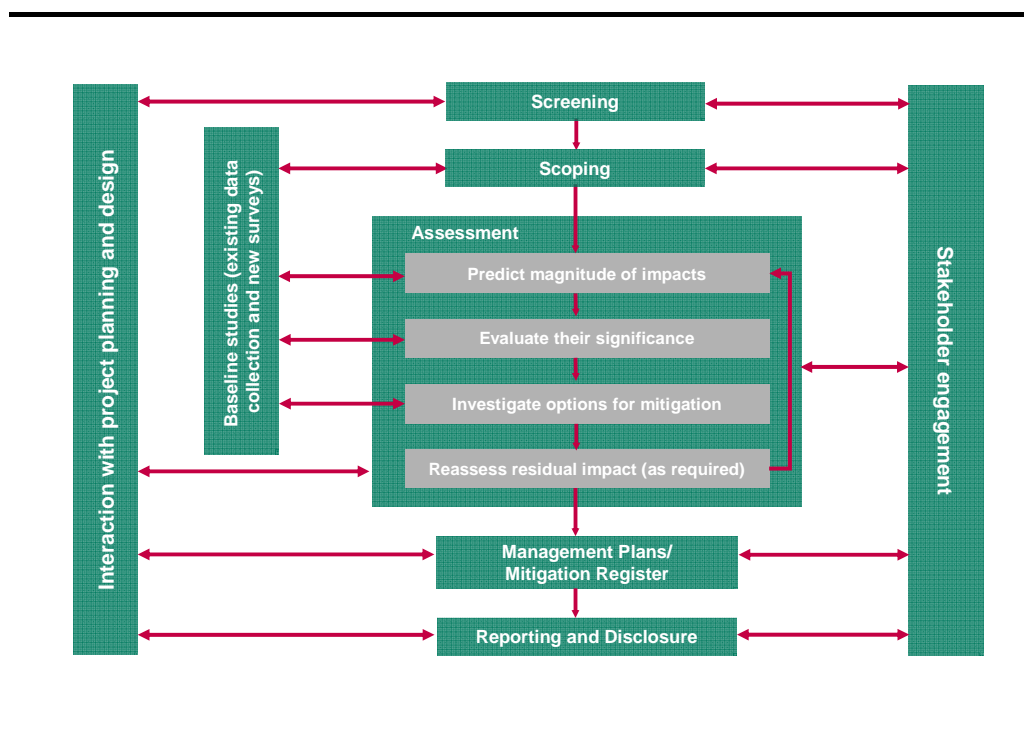 Interaction with project planning and design
Baseline studies (existing data
collection and new surveys)
Screening
Scoping
Assessment
Predict magnitude of impacts
Evaluate their significance
Investigate options for mitigation
Reassess residual impact (as required)
Management Plans/
Mitigation Register
Reporting and Disclosure
Stakeholder engagement